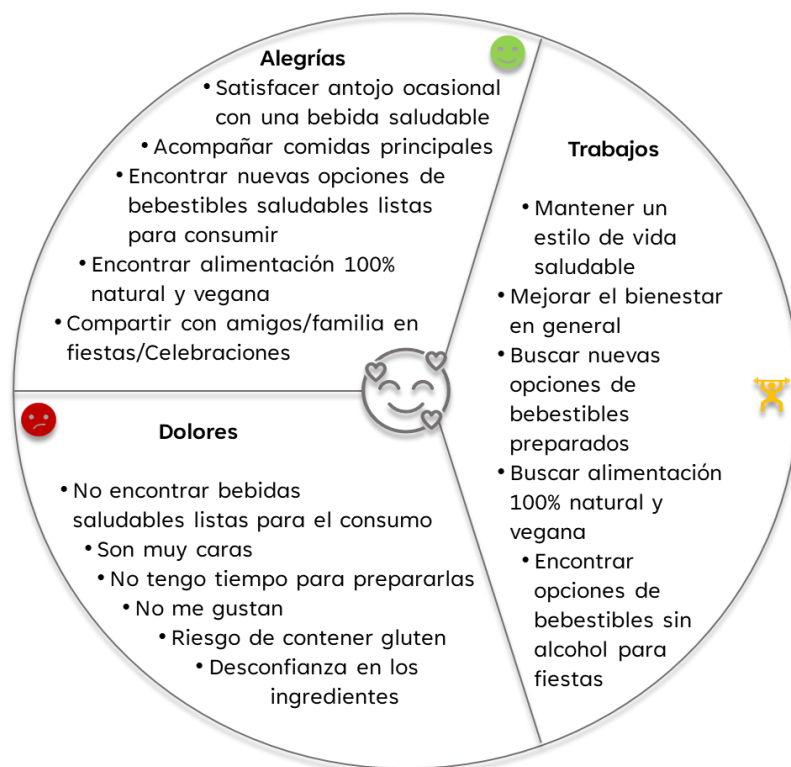 Alegrías
• Satisfacer antojo ocasional
con una bebida saludable
• Acompañar comidas principales
• Encontrar nuevas opciones de
bebestibles saludables listas
para consumir
• Encontrar alimentación 100%
natural y vegana
• Compartir con amigos/familia en
fiestas/Celebraciones
Trabajos
• Mantener un
estilo de vida
saludable
• Mejorar el bienestar
en general
• Buscar nuevas
opciones de
bebestibles
preparados
• Buscar alimentación
100% natural y
vegana
• Encontrar
opciones de
bebestibles sin
alcohol para
fiestas
Dolores
• No encontrar bebidas
saludables listas para el consumo
• Son muy caras
• No tengo tiempo para prepararlas
• No me gustan
• Riesgo de contener gluten
• Desconfianza en los
ingredientes